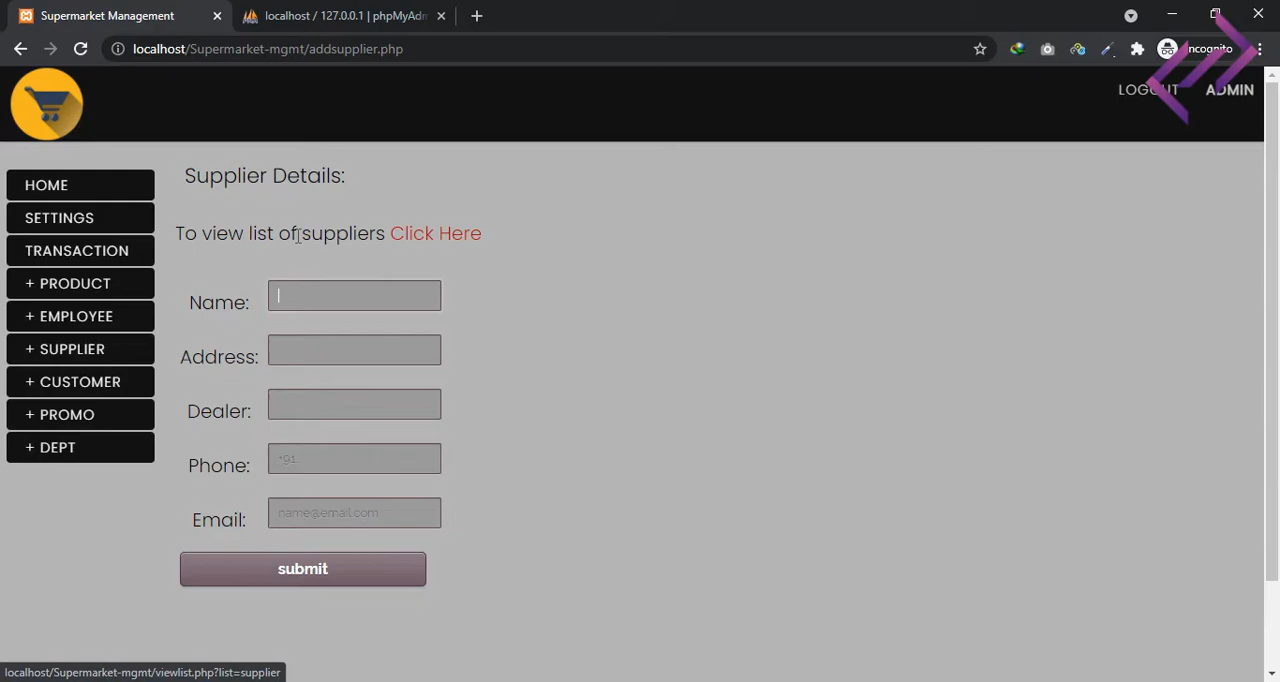 Supermarket Management
localhost / 127.0.0.1 | phpMyAdm
localhost/Supermarket-mgmt/addsupplier.php
Incognito
LOGOUT ADMIN
HOME
SETTINGS
TRANSACTION
+ PRODUCT
+ EMPLOYEE
+ SUPPLIER
+ CUSTOMER
+ PROMO
+ DEPT
Supplier Details:
To view list of suppliers Click Here
Name:
Address:
Dealer:
Phone: +91..
Email: name@email.com
submit
localhost/Supermarket-mgmt/viewlist.php?list=supplier